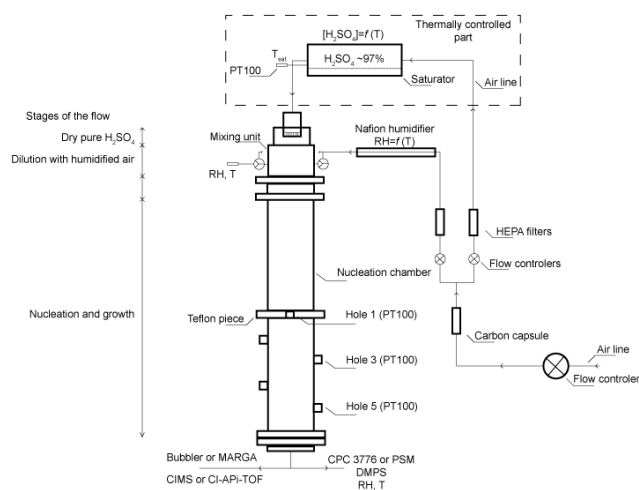 [H₂SO₄]=f (T)
Thermally controlled
part
T_sat
PT100
H₂SO₄ ~97%
Saturator
Air line
Stages of the flow
Dry pure H₂SO₄
Mixing unit
Dilution with humidified air
RH, T
Nafion humidifier
RH=f (T)
HEPA filters
Flow controlers
Nucleation chamber
Nucleation and growth
Teflon piece
Hole 1 (PT100)
Carbon capsule
Hole 3 (PT100)
Air line
Flow controler
Hole 5 (PT100)
Bubbler or MARGA
CIMS or CI-APi-TOF
CPC 3776 or PSM
DMPS
RH, T